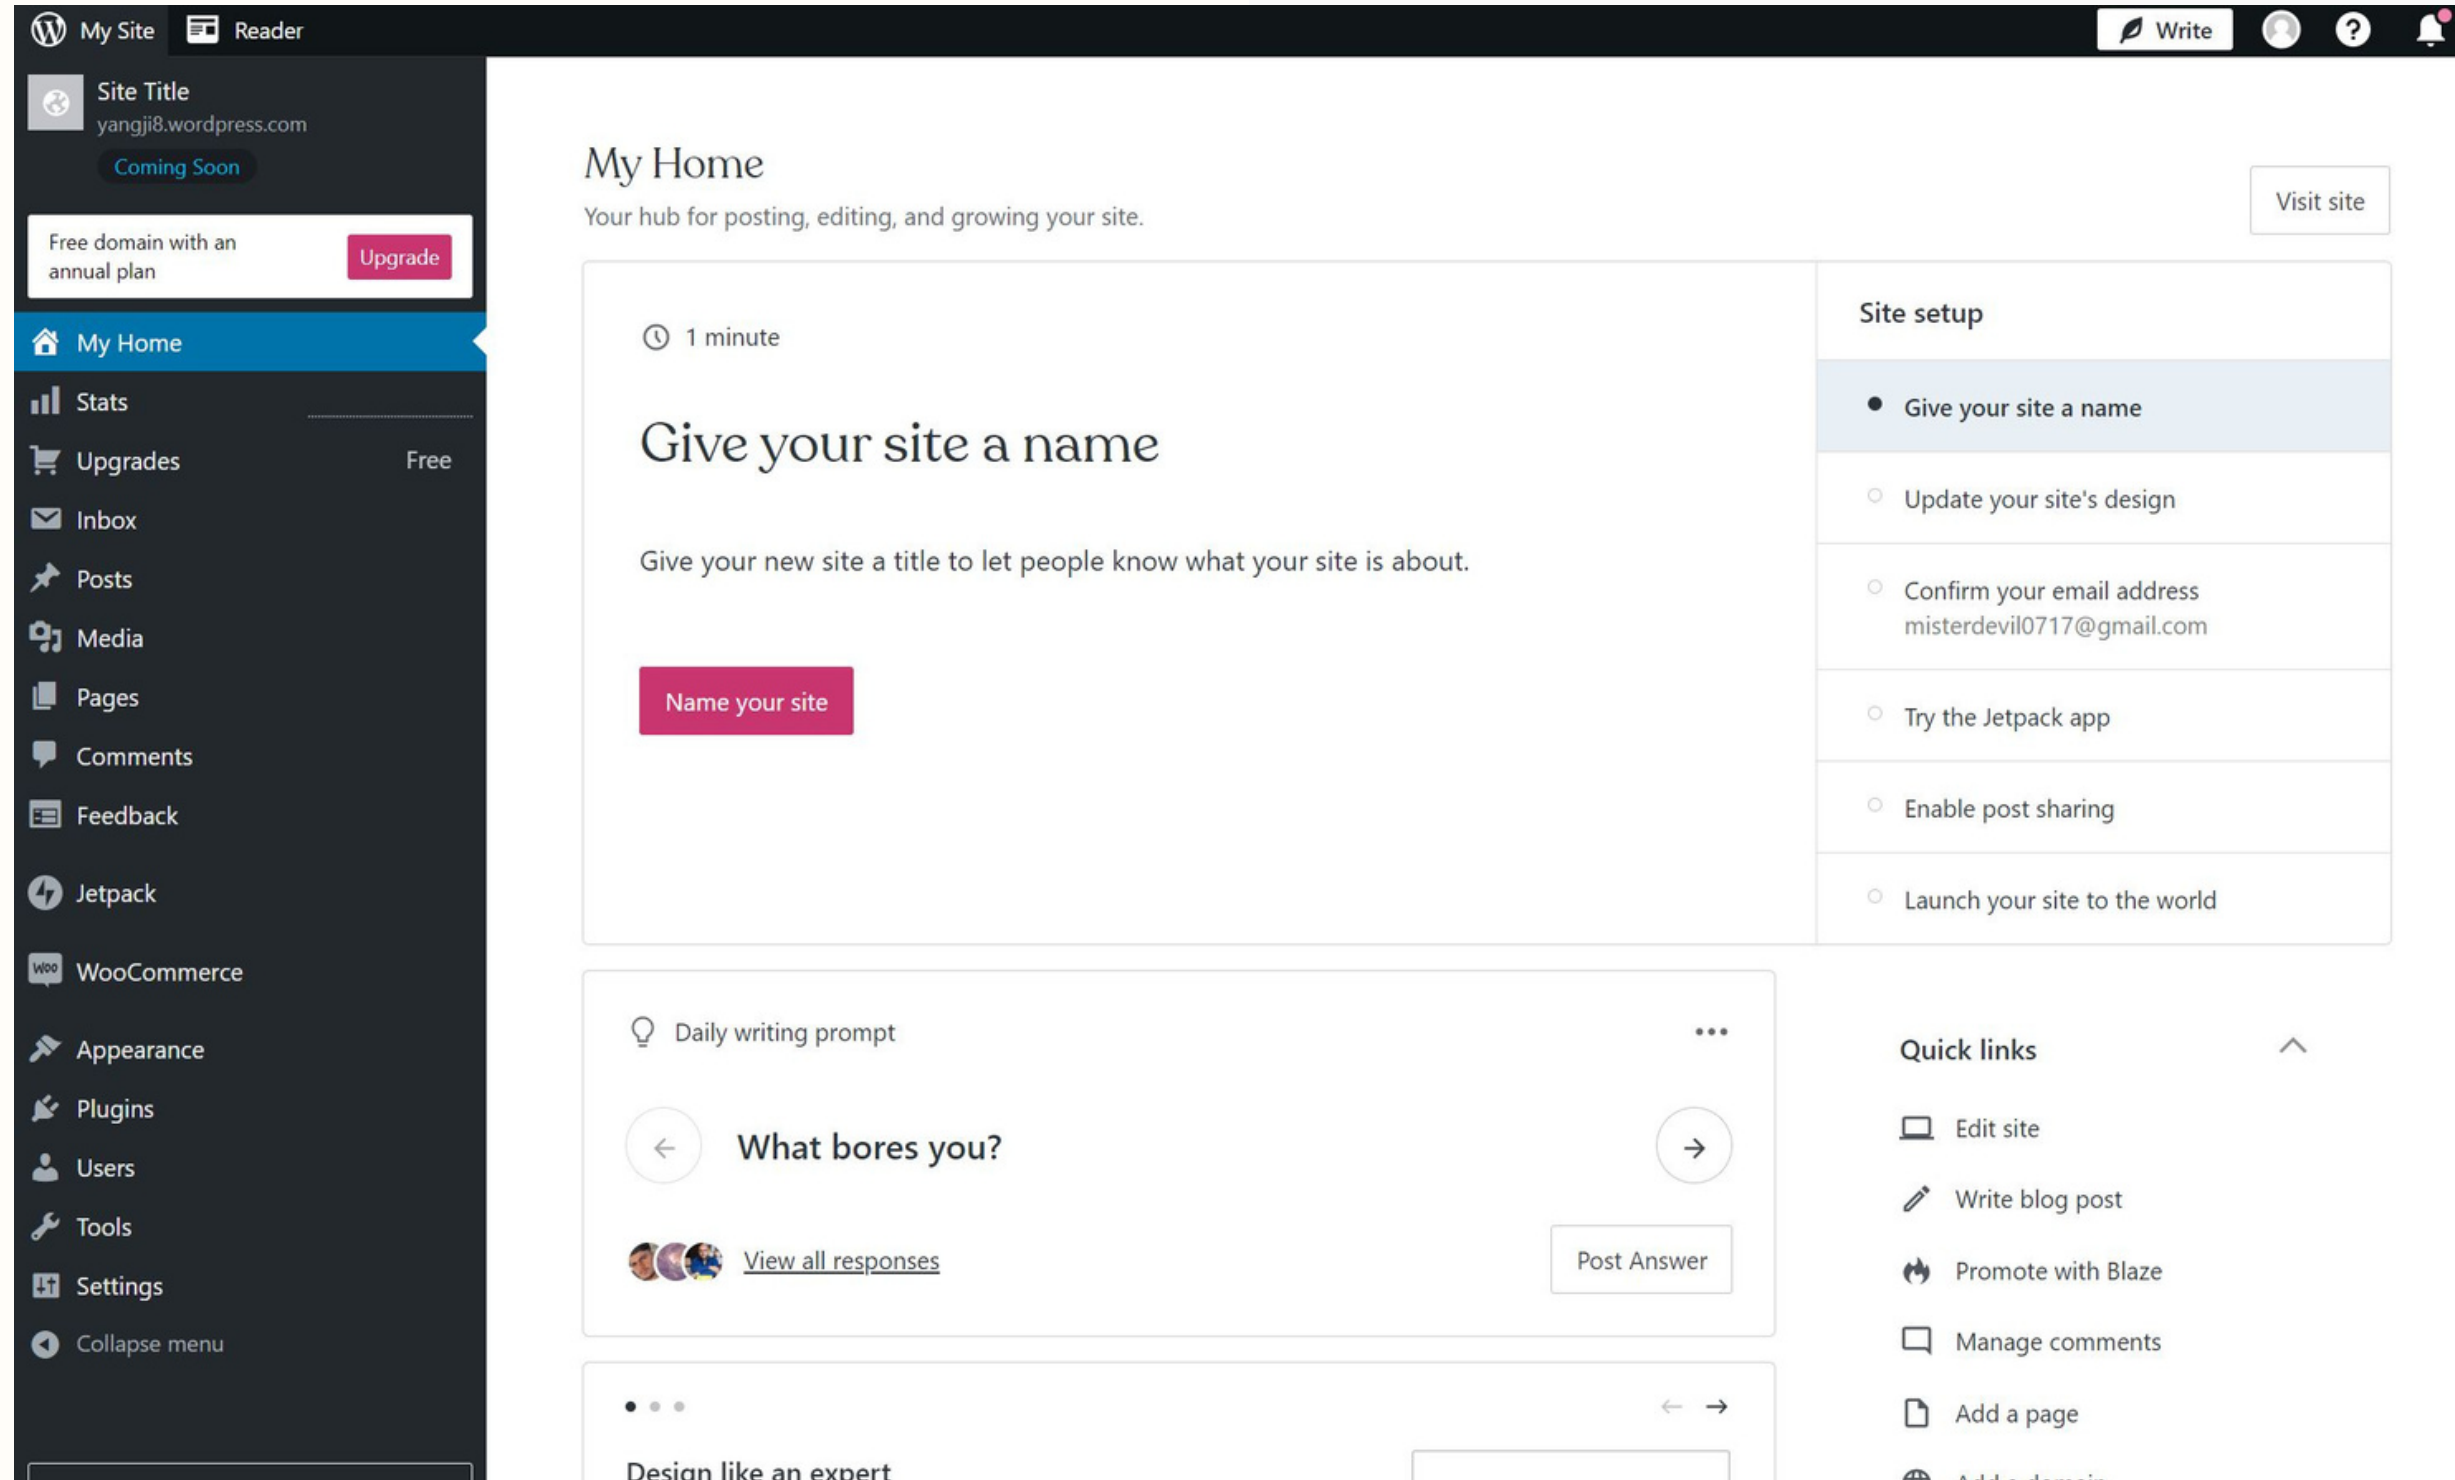 My Site
Reader
Write
Site Title
yangji8.wordpress.com
Coming Soon
Free domain with an
annual plan
Upgrade
My Home
Stats
Upgrades
Free
Inbox
Posts
Media
Pages
Comments
Feedback
Jetpack
Woo
WooCommerce
Appearance
Plugins
Users
Tools
Settings
Collapse menu
My Home
Your hub for posting, editing, and growing your site.
Visit site
1 minute
Give your site a name
Give your new site a title to let people know what your site is about.
Name your site
Site setup
Give your site a name
Update your site's design
Confirm your email address
misterdevil0717@gmail.com
Try the Jetpack app
Enable post sharing
Launch your site to the world
Daily writing prompt
What bores you?
View all responses
Post Answer
Design like an expert
Quick links
Edit site
Write blog post
Promote with Blaze
Manage comments
Add a page
Add a domain